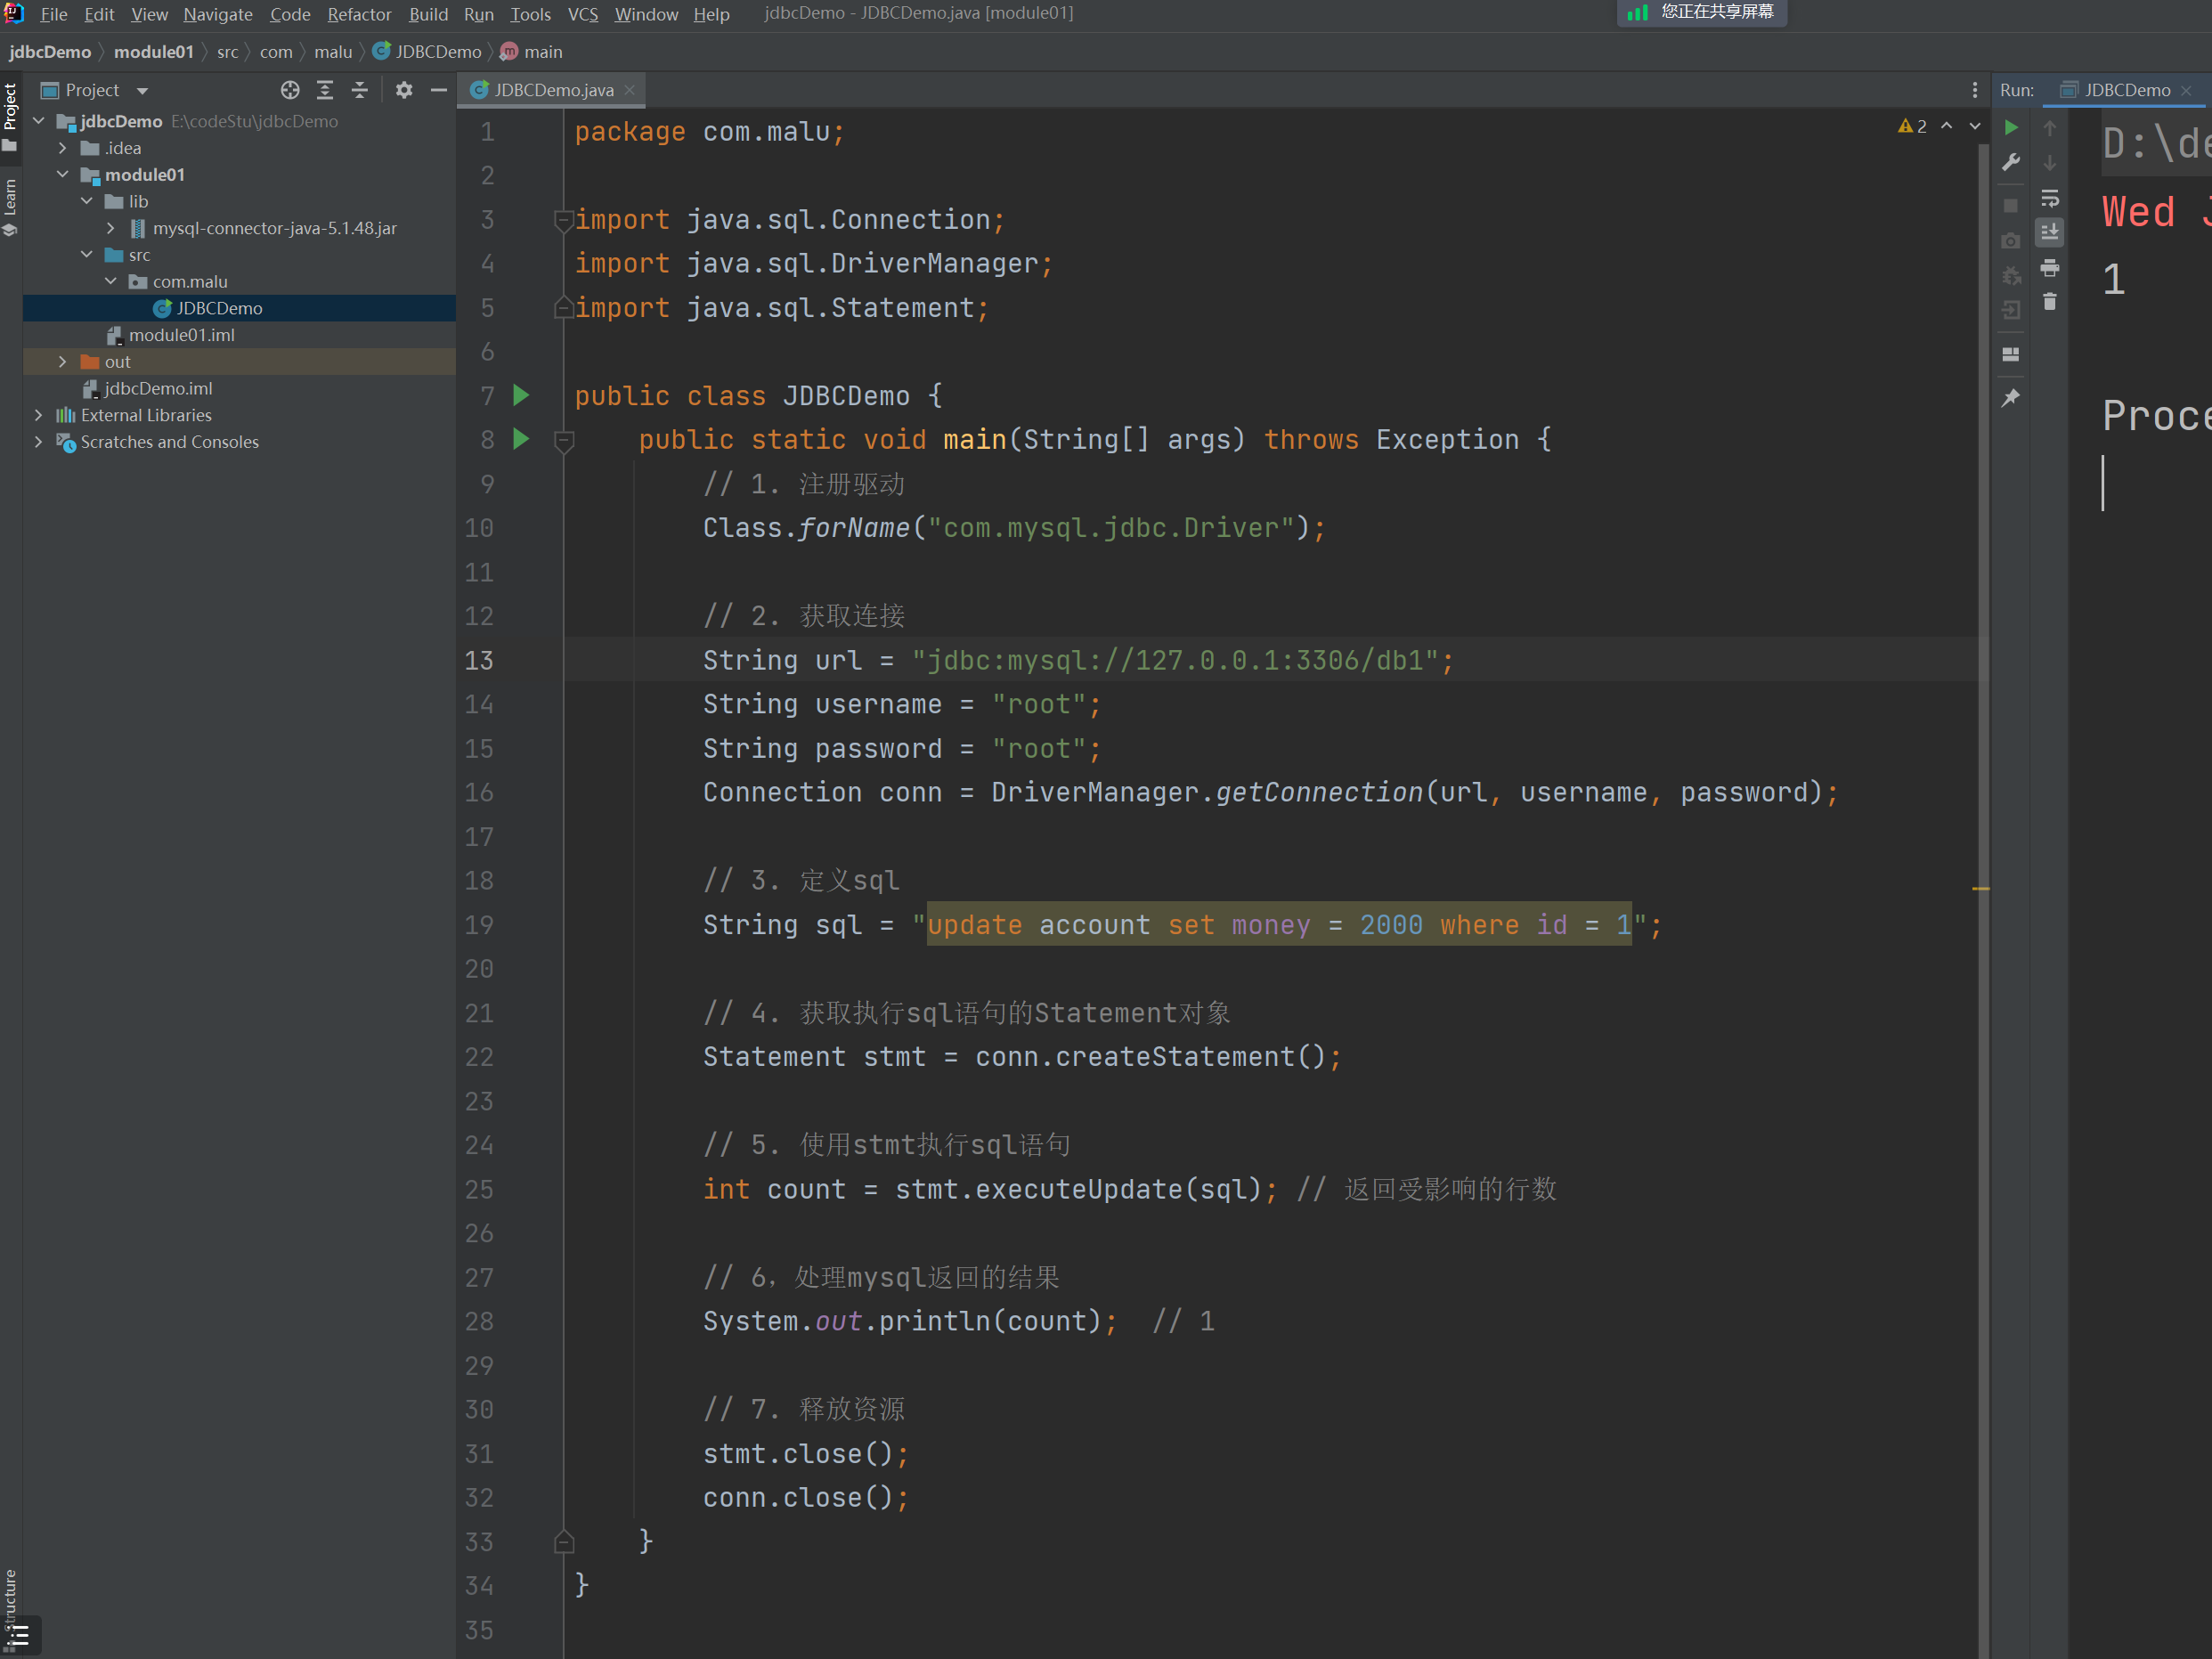 File Edit View Navigate Code Refactor Build Run Tools VCS Window Help jdbcDemo - JDBCDemo.java [module01] 您正在共享屏幕
jdbcDemo module01 src com malu JDBCDemo main
Project
Learn
Structure
Project
jdbcDemo E:\codeStu\jdbcDemo
.idea
module01
lib
mysql-connector-java-5.1.48.jar
src
com.malu
JDBCDemo
module01.iml
out
jdbcDemo.iml
External Libraries
Scratches and Consoles
JDBCDemo.java
2
1 package com.malu;
2
3 import java.sql.Connection;
4 import java.sql.DriverManager;
5 import java.sql.Statement;
6
7 public class JDBCDemo {
8 public static void main(String[] args) throws Exception {
9 // 1. 注册驱动
10 Class.forName("com.mysql.jdbc.Driver");
11
12 // 2. 获取连接
13 String url = "jdbc:mysql://127.0.0.1:3306/db1";
14 String username = "root";
15 String password = "root";
16 Connection conn = DriverManager.getConnection(url, username, password);
17
18 // 3. 定义sql
19 String sql = "update account set money = 2000 where id = 1";
20
21 // 4. 获取执行sql语句的Statement对象
22 Statement stmt = conn.createStatement();
23
24 // 5. 使用stmt执行sql语句
25 int count = stmt.executeUpdate(sql); // 返回受影响的行数
26
27 // 6，处理mysql返回的结果
28 System.out.println(count);  // 1
29
30 // 7. 释放资源
31 stmt.close();
32 conn.close();
33 }
34 }
35
Run: JDBCDemo
D:\de
Wed J
1
Proce